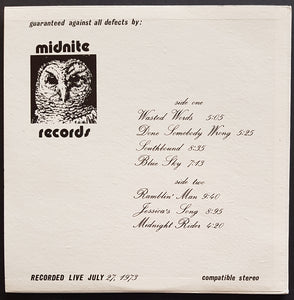 guaranteed against all defects by:
midnite
records
side one
Wasted Words 5:05
Done Somebody Wrong 5:25
Southbound 8:35
Blue Sky 7:13
side two
Ramblin' Man 9:40
Jessica's Song 8:95
Midnight Rider 4:20
RECORDED LIVE JULY 27, 1973
compatible stereo